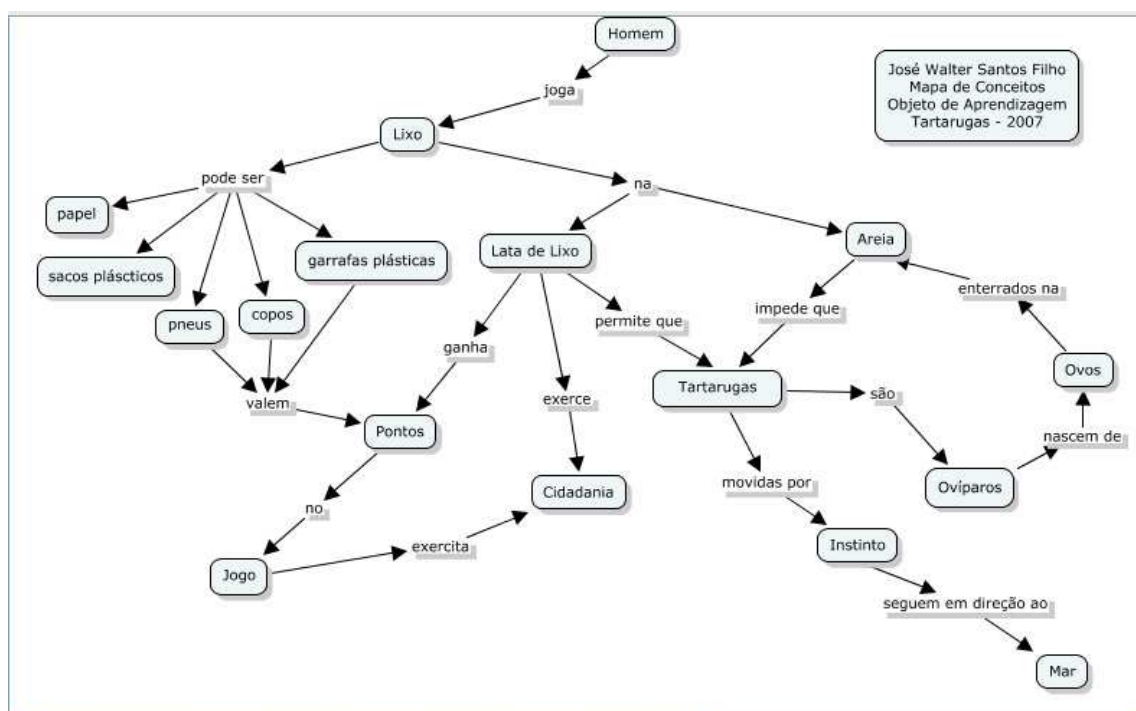 Homem
José Walter Santos Filho
Mapa de Conceitos
Objeto de Aprendizagem
Tartarugas - 2007
joga
Lixo
pode ser
na
papel
Lata de Lixo
Areia
sacos pláscticos
garrafas plásticas
enterrados na
pneus
copos
permite que
impede que
ganha
Ovos
Tartarugas
são
valem
exerce
Pontos
nascem de
movidas por
Ovíparos
Cidadania
no
exercita
Instinto
Jogo
seguem em direção ao
Mar